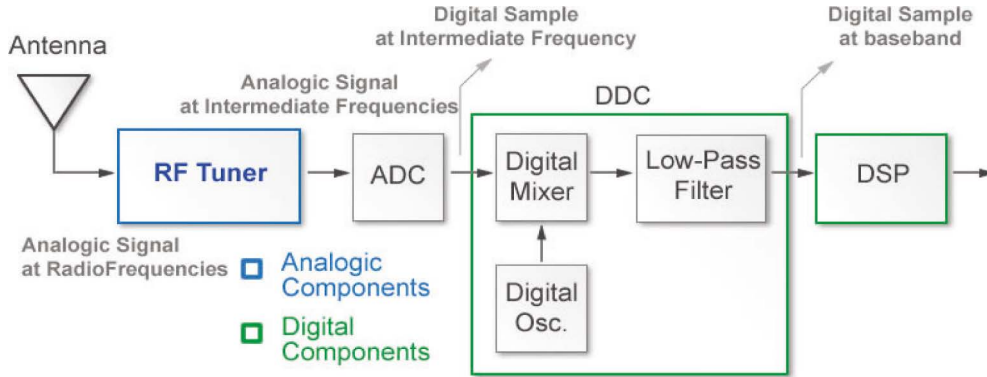 Digital Sample
at Intermediate Frequency
Digital Sample
at baseband
Antenna
Analogic Signal
at Intermediate Frequencies
DDC
RF Tuner
ADC
Digital
Mixer
Low-Pass
Filter
DSP
Analogic Signal
at RadioFrequencies
Analogic
Components
Digital
Osc.
Digital
Components